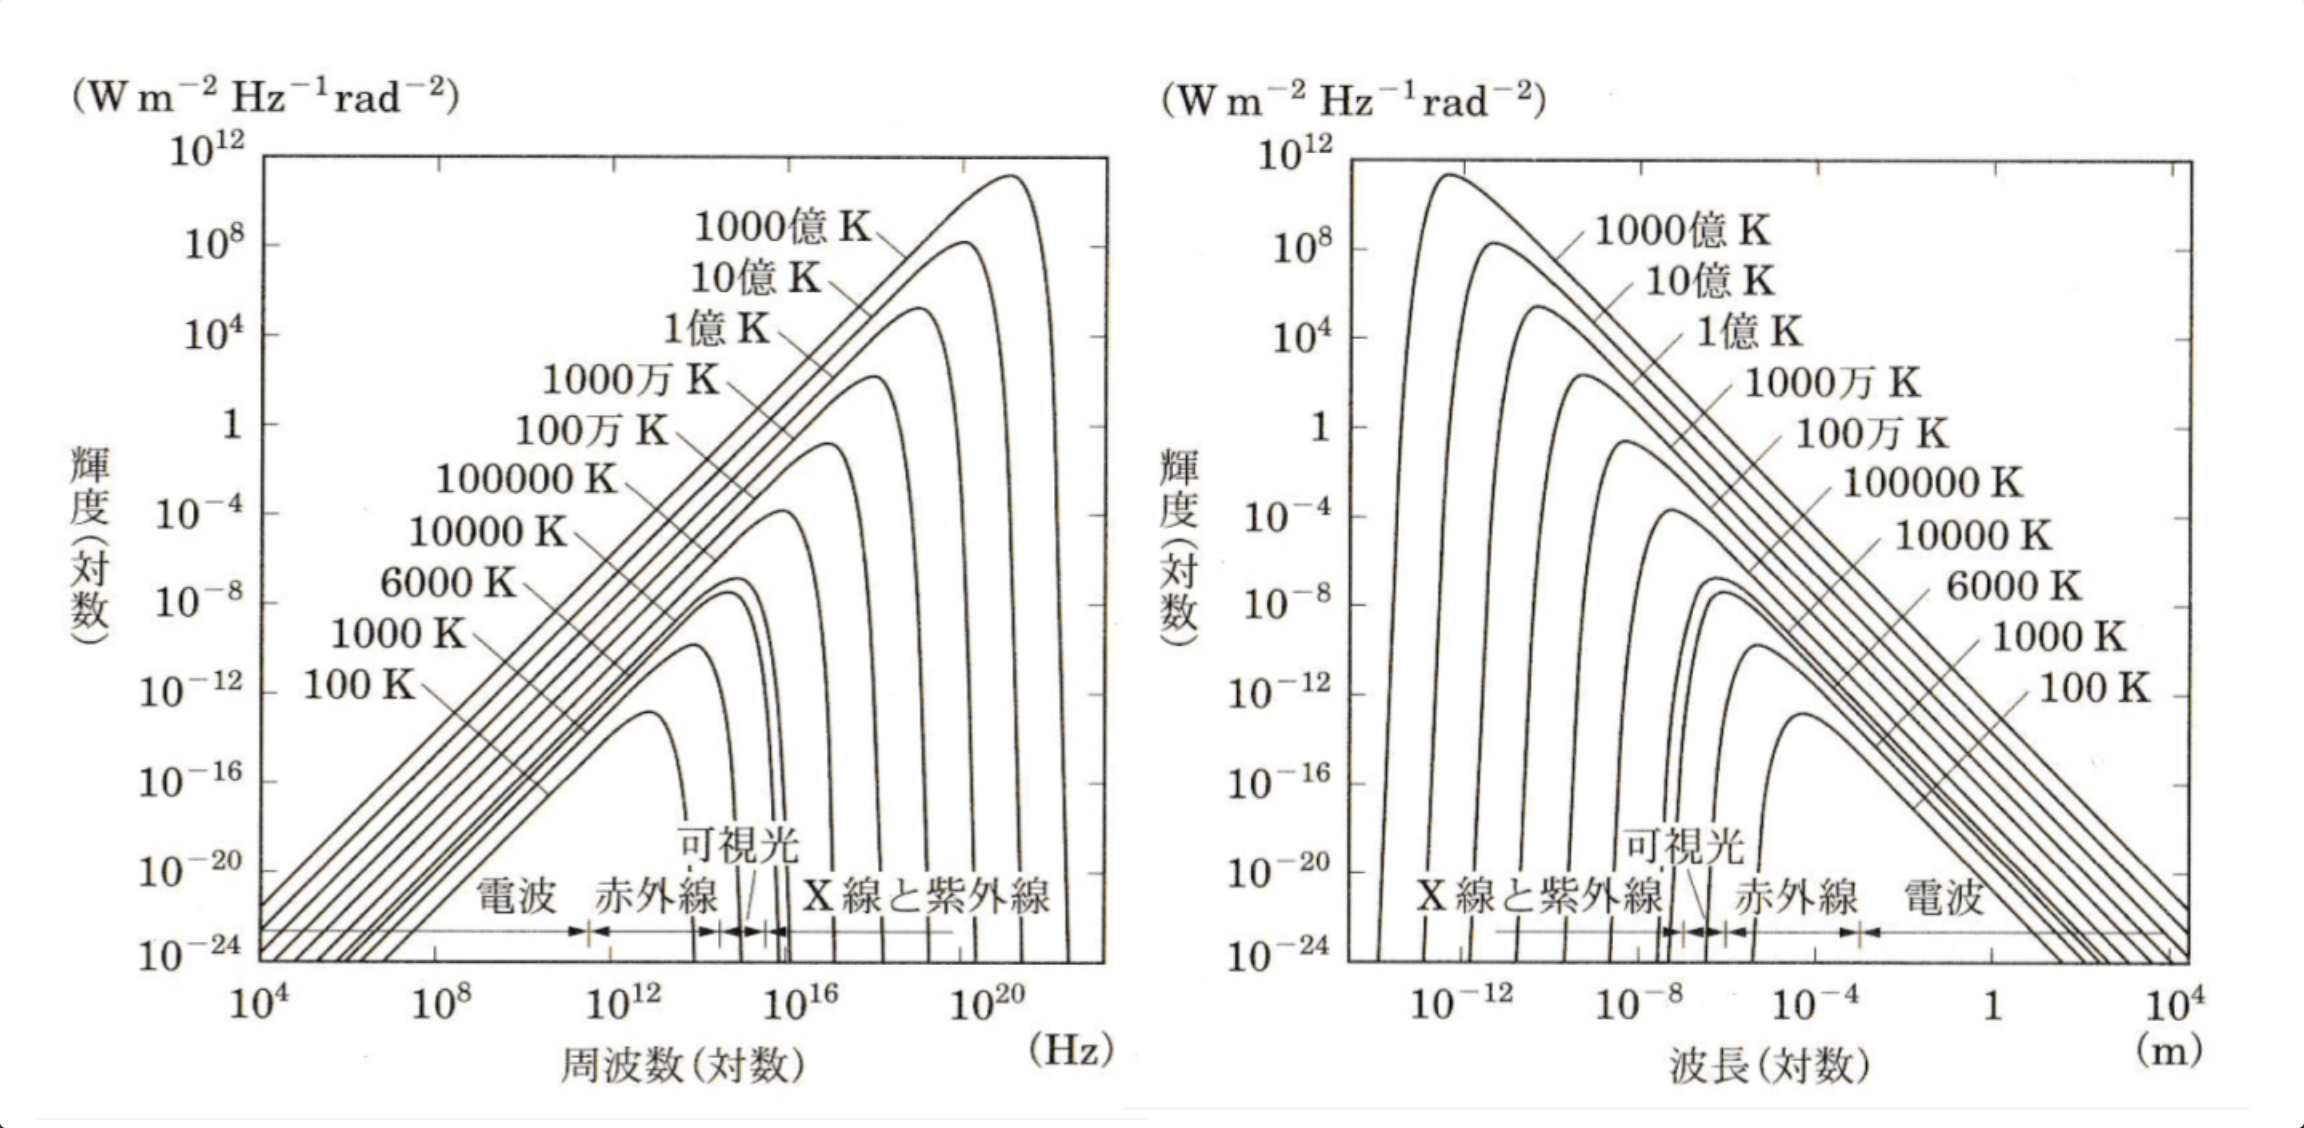 (W m⁻² Hz⁻¹ rad⁻²)
10¹²
10⁸
10⁴
1
10⁻⁴
10⁻⁸
10⁻¹²
10⁻¹⁶
10⁻²⁰
10⁻²⁴
輝度(対数)
1000億 K
10億 K
1億 K
1000万 K
100万 K
100000 K
10000 K
6000 K
1000 K
100 K
可視光
電波
赤外線
X線と紫外線
10⁴
10⁸
10¹²
10¹⁶
10²⁰
(Hz)
周波数(対数)
(W m⁻² Hz⁻¹ rad⁻²)
10¹²
10⁸
10⁴
1
10⁻⁴
10⁻⁸
10⁻¹²
10⁻¹⁶
10⁻²⁰
10⁻²⁴
輝度(対数)
1000億 K
10億 K
1億 K
1000万 K
100万 K
100000 K
10000 K
6000 K
1000 K
100 K
可視光
X線と紫外線
赤外線
電波
10⁻¹²
10⁻⁸
10⁻⁴
1
10⁴
(m)
波長(対数)